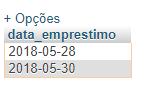 + Opções
data_emprestimo
2018-05-28
2018-05-30